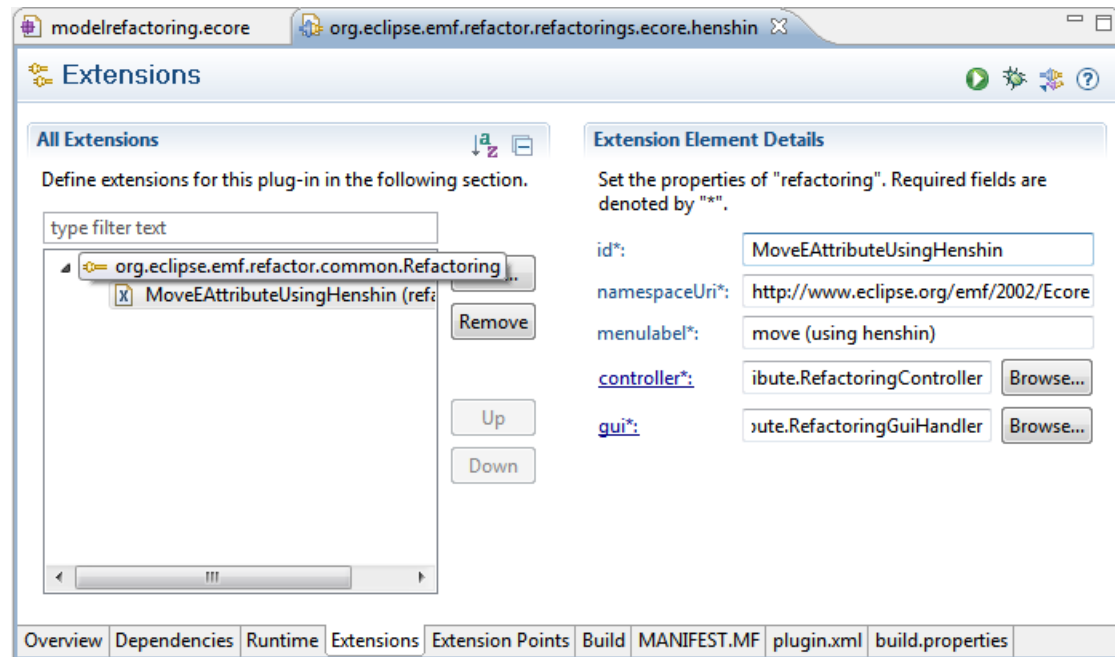 modelrefactoring.ecore
org.eclipse.emf.refactor.refactorings.ecore.henshin
Extensions
All Extensions
Define extensions for this plug-in in the following section.
type filter text
org.eclipse.emf.refactor.common.Refactoring
MoveEAttributeUsingHenshin (refa
Remove
Up
Down
Extension Element Details
Set the properties of "refactoring". Required fields are
denoted by "*".
id*: MoveEAttributeUsingHenshin
namespaceUri*: http://www.eclipse.org/emf/2002/Ecore
menulabel*: move (using henshin)
controller*: ibute.RefactoringController Browse...
gui*: oute.RefactoringGuiHandler Browse...
Overview Dependencies Runtime Extensions Extension Points Build MANIFEST.MF plugin.xml build.properties